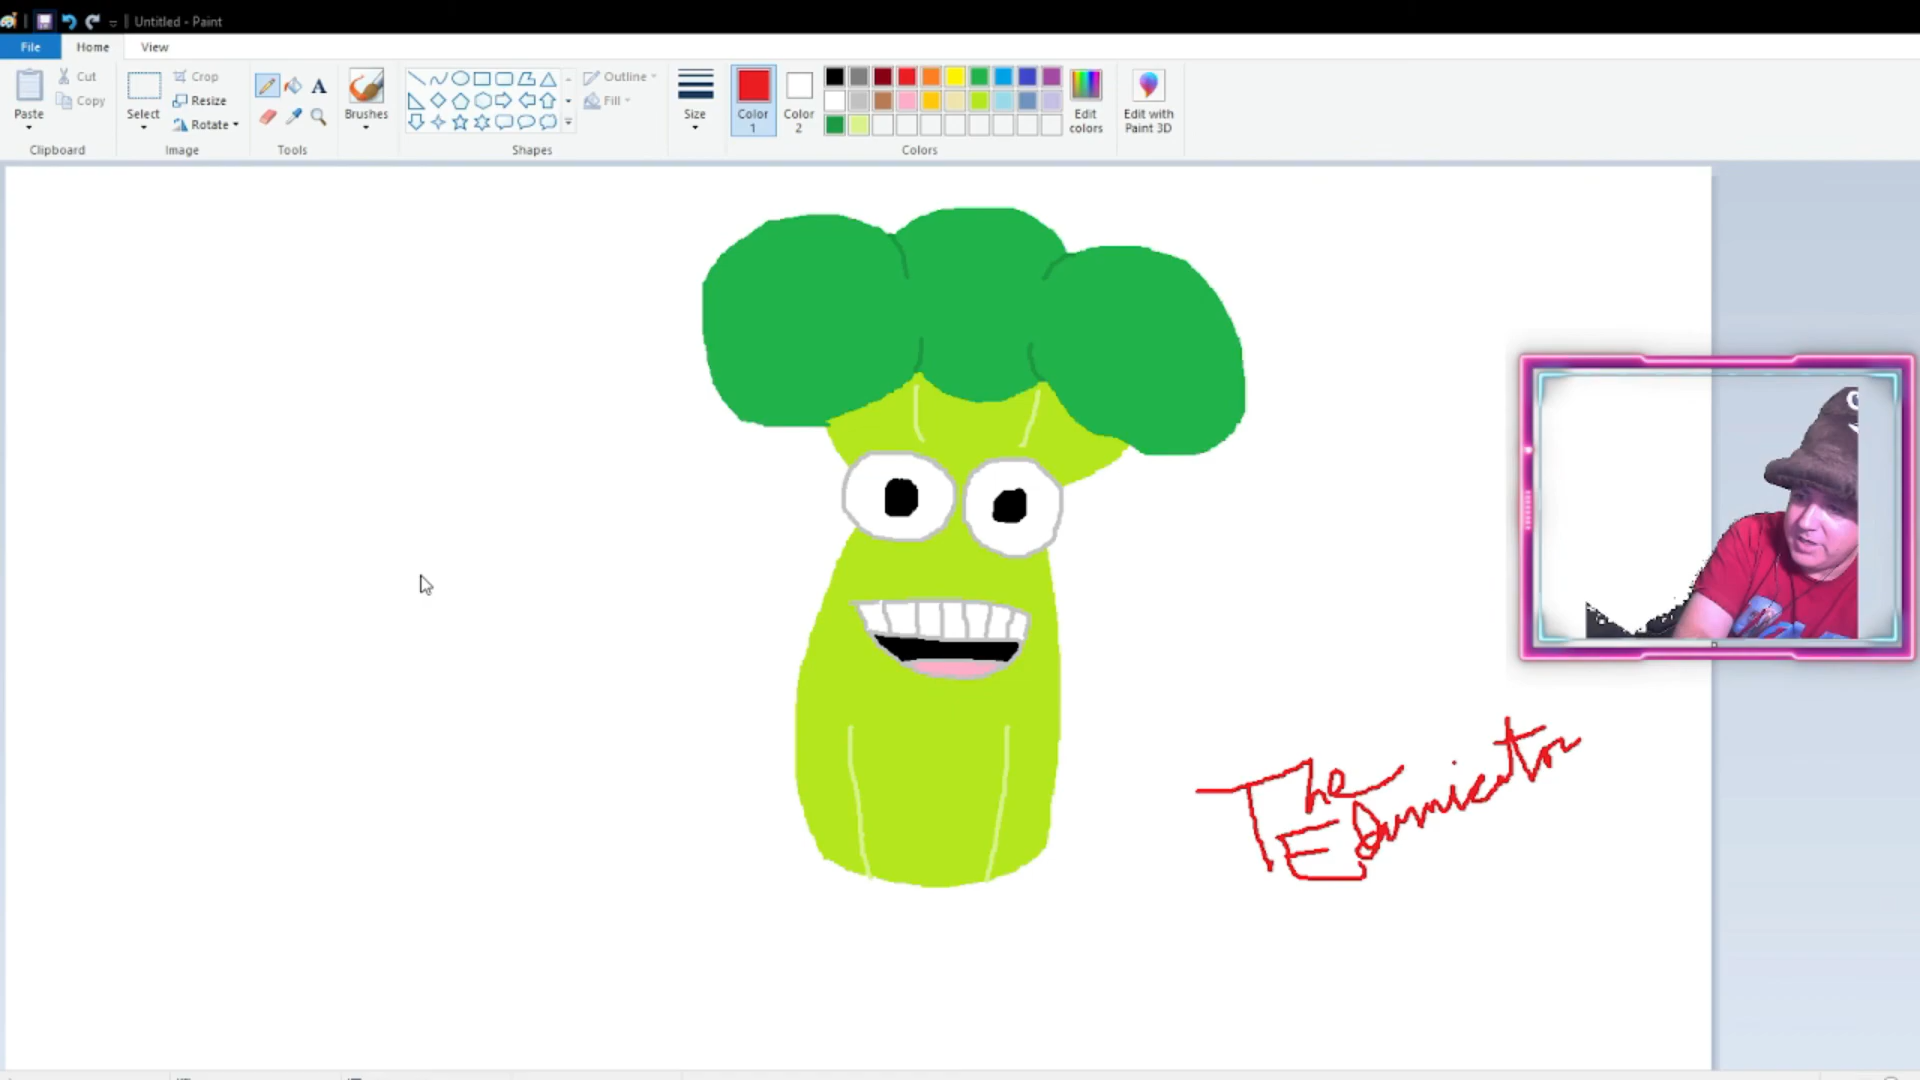 Untitled - Paint
File Home View
Paste Cut Copy
Clipboard
Select Crop Resize Rotate
Image
Tools
Brushes
Outline Fill
Shapes
Size
Color 1
Color 2
Edit colors
Colors
Edit with Paint 3D
The